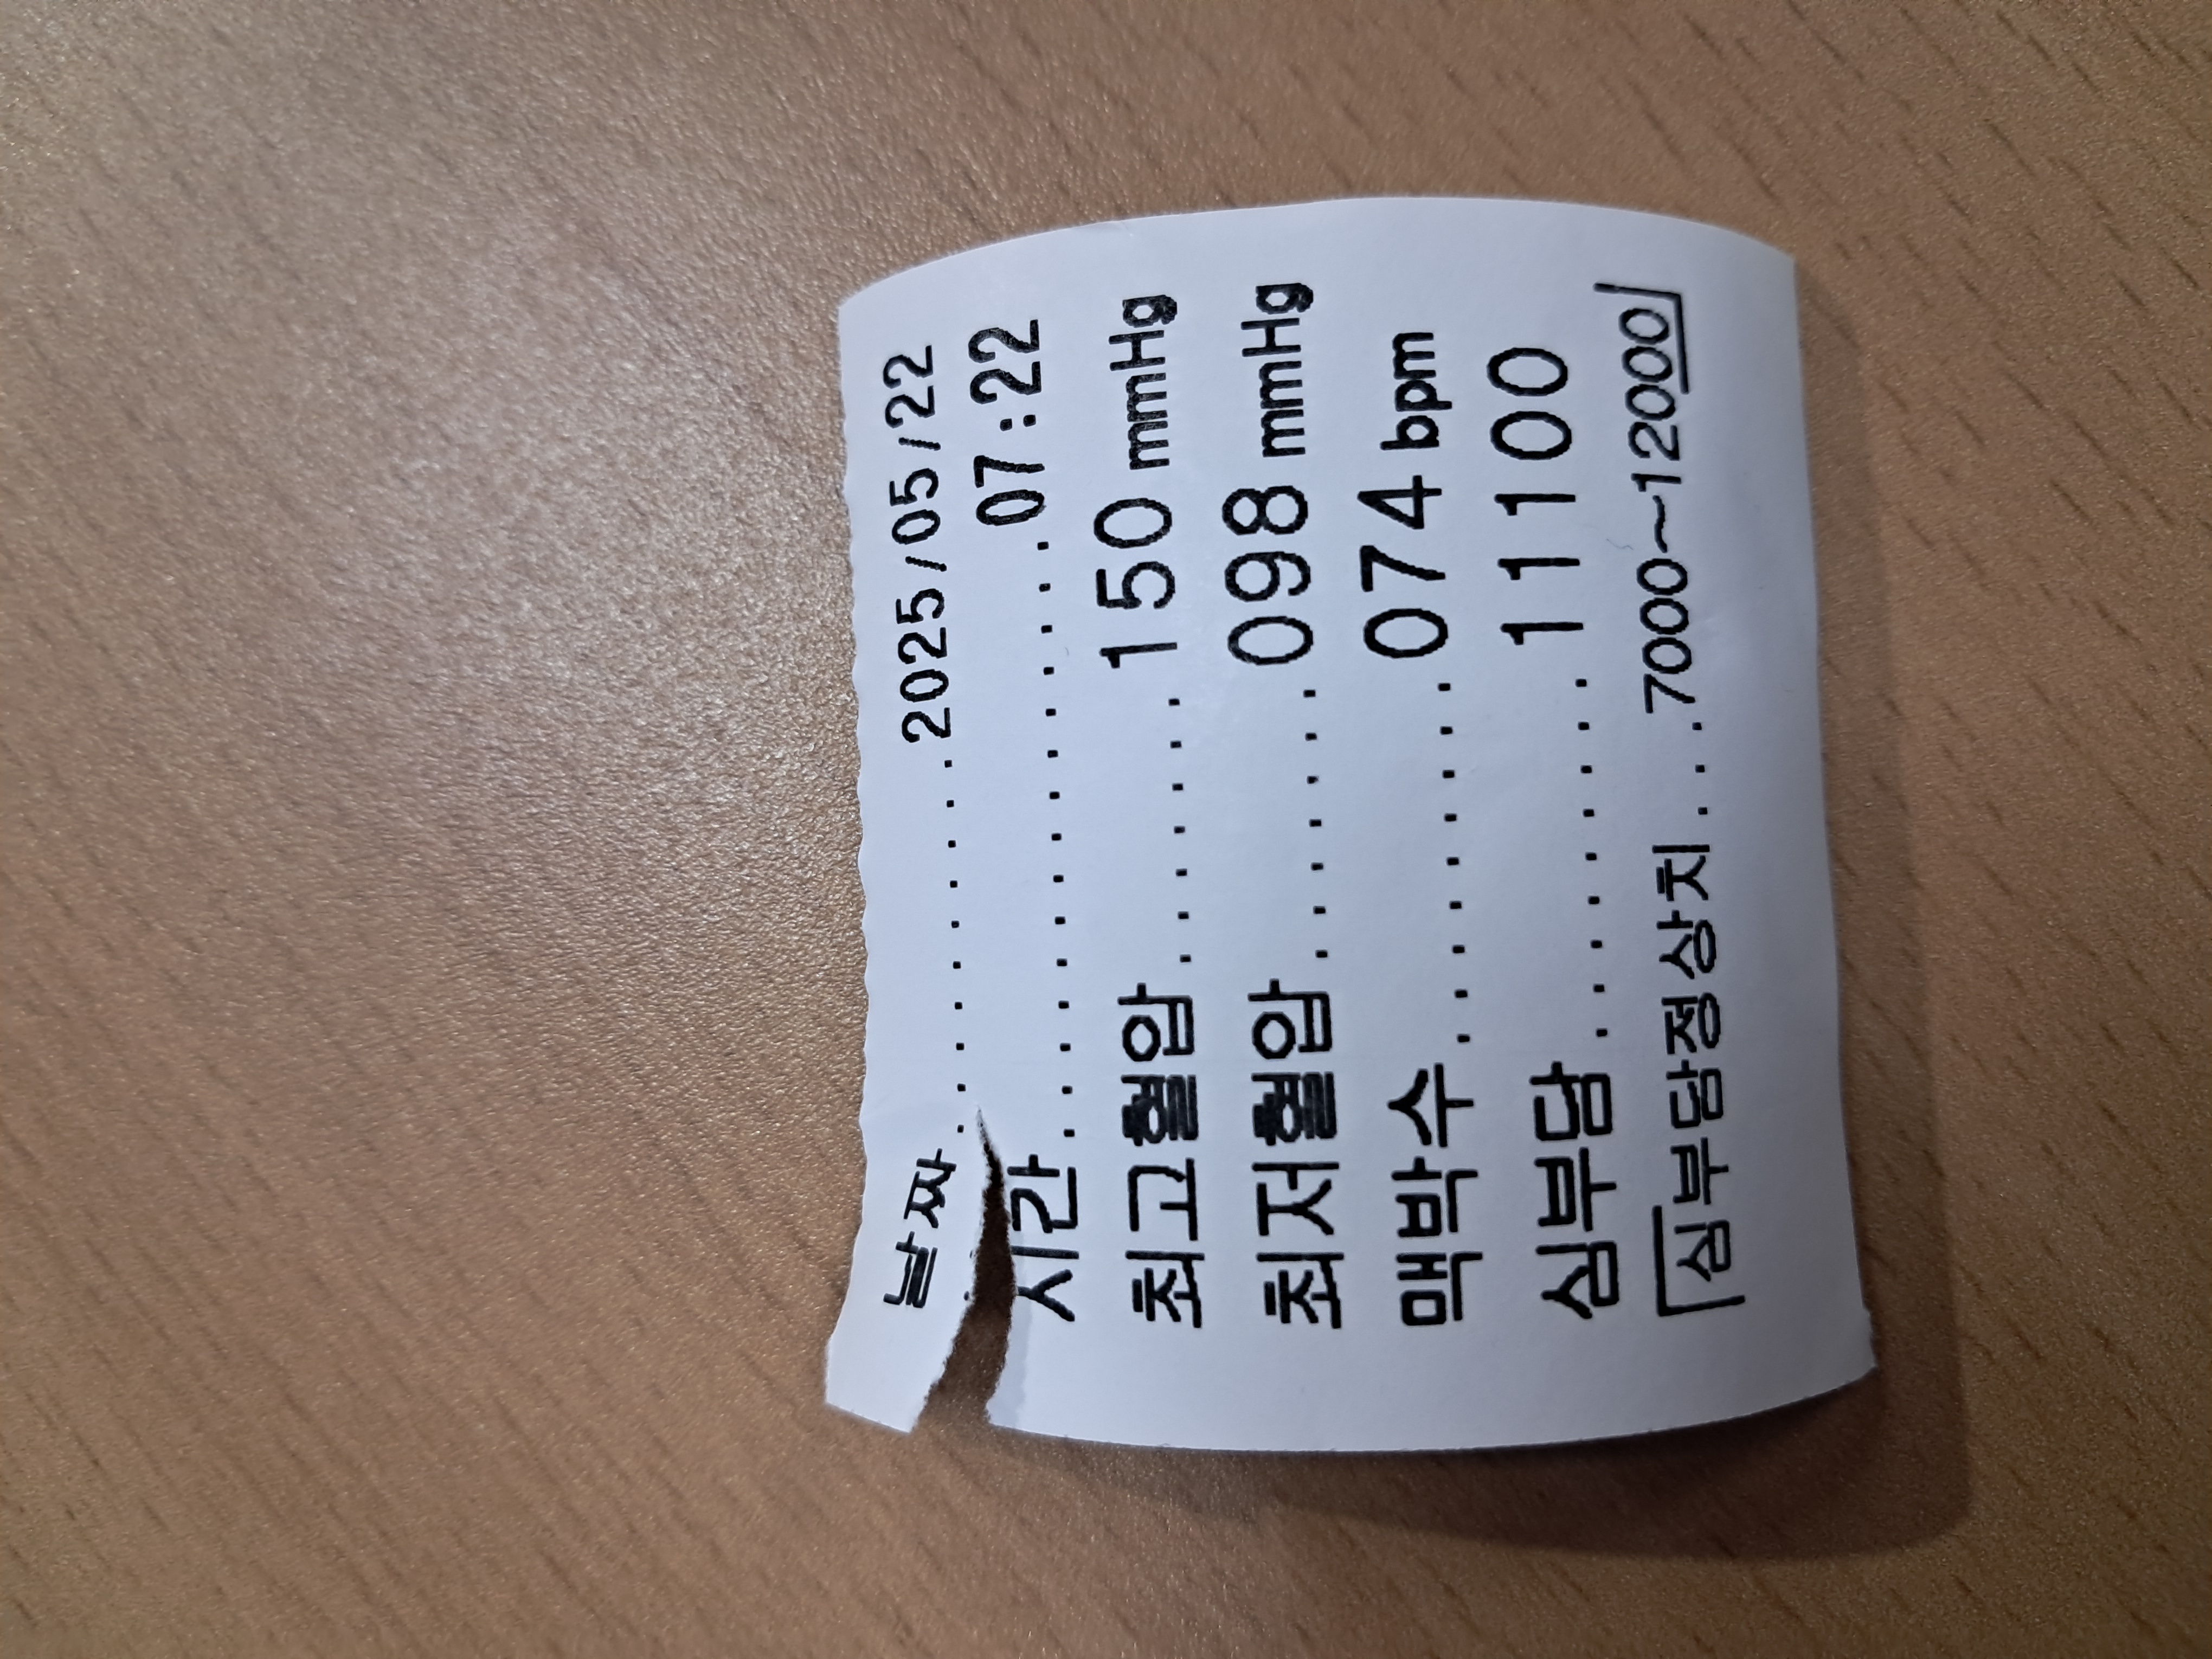 날짜..........2025/05/22
시간...............07:22
최고혈압.......150 mmHg
최저혈압.......098 mmHg
맥박수.........074 bpm
심부담.........11100
[심부담정상치...7000~12000]